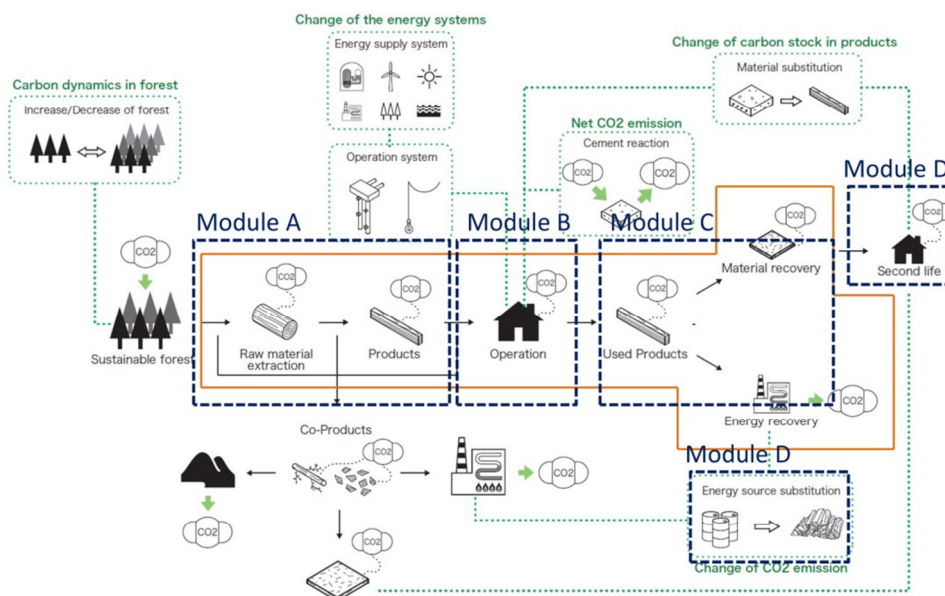 Change of the energy systems
Energy supply system
Change of carbon stock in products
Material substitution
Carbon dynamics in forest
Increase/Decrease of forest
Net CO2 emission
Cement reaction
CO2
CO2
Operation system
Module A
Module B
Module C
Module D
CO2
CO2
CO2
CO2
CO2
CO2
CO2
Material recovery
Second life
Sustainable forest
Raw material
extraction
Products
Operation
Used Products
CO2
Energy recovery
Co-Products
CO2
CO2
Module D
Energy source substitution
CO2
CO2
Change of CO2 emission